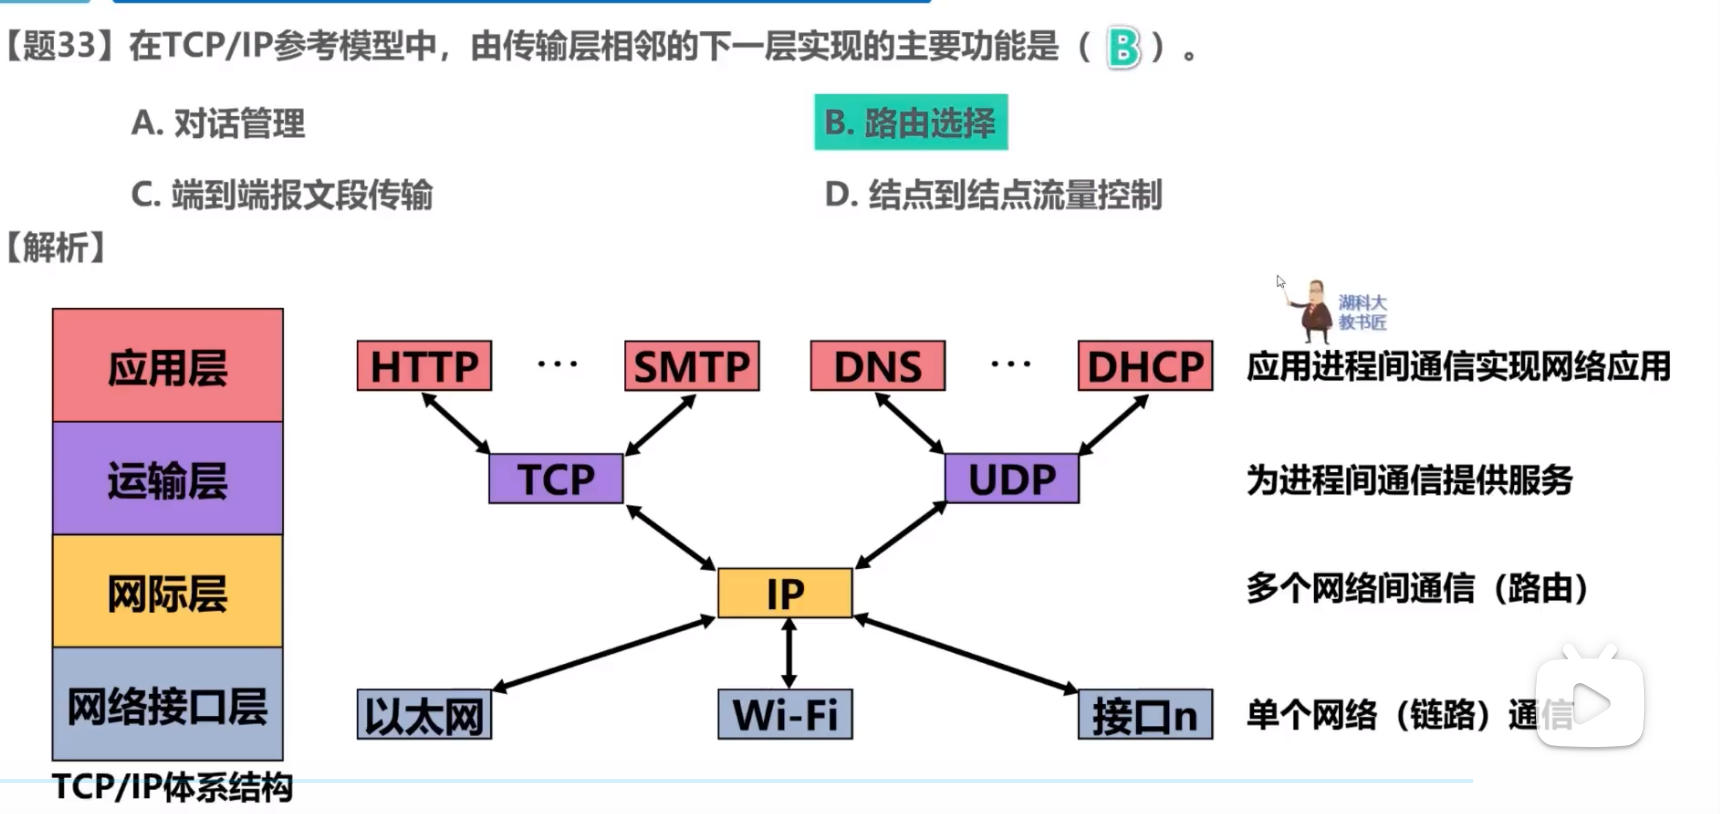 【题33】在TCP/IP参考模型中，由传输层相邻的下一层实现的主要功能是（ B ）。
A. 对话管理
B. 路由选择
C. 端到端报文段传输
D. 结点到结点流量控制
【解析】
湖科大
教书匠
应用层
HTTP
···
SMTP
DNS
···
DHCP
应用进程间通信实现网络应用
运输层
TCP
UDP
为进程间通信提供服务
网际层
IP
多个网络间通信（路由）
网络接口层
以太网
Wi-Fi
接口n
单个网络（链路）通信
TCP/IP体系结构